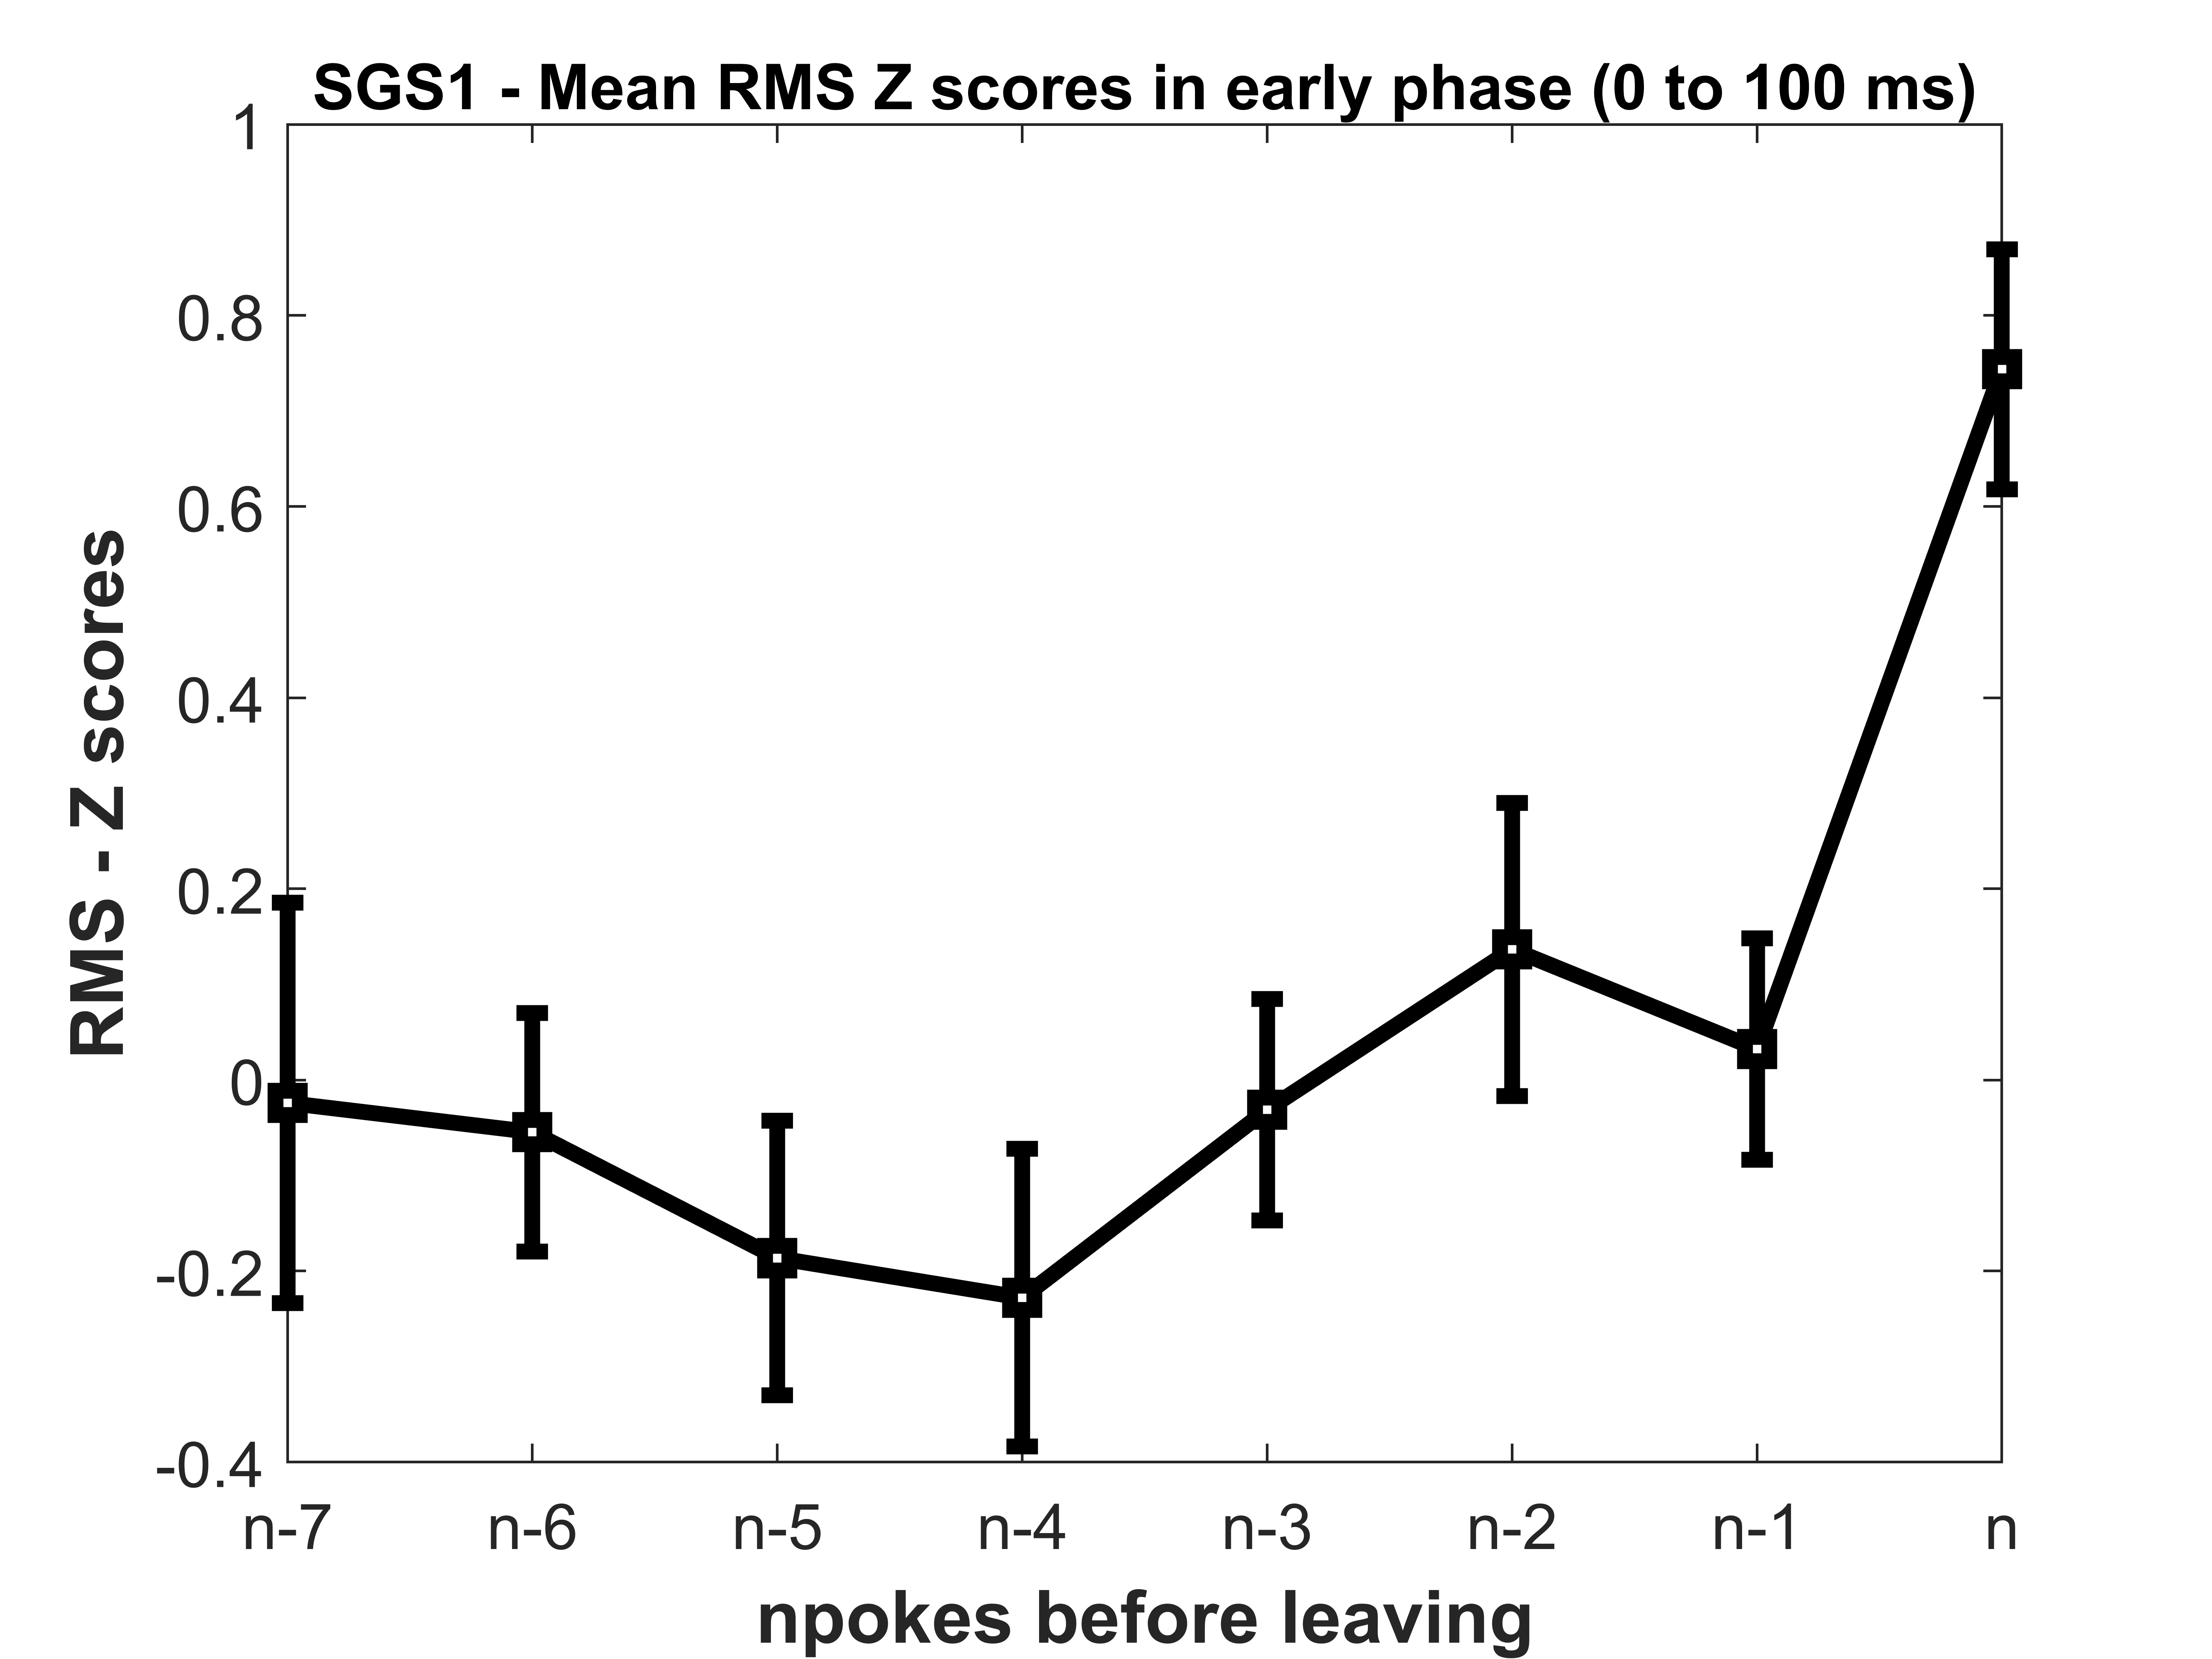 SGS1 - Mean RMS Z scores in early phase (0 to 100 ms)
1
0.8
0.6
0.4
0.2
0
-0.2
-0.4
RMS - Z scores
n-7 n-6 n-5 n-4 n-3 n-2 n-1 n
npokes before leaving